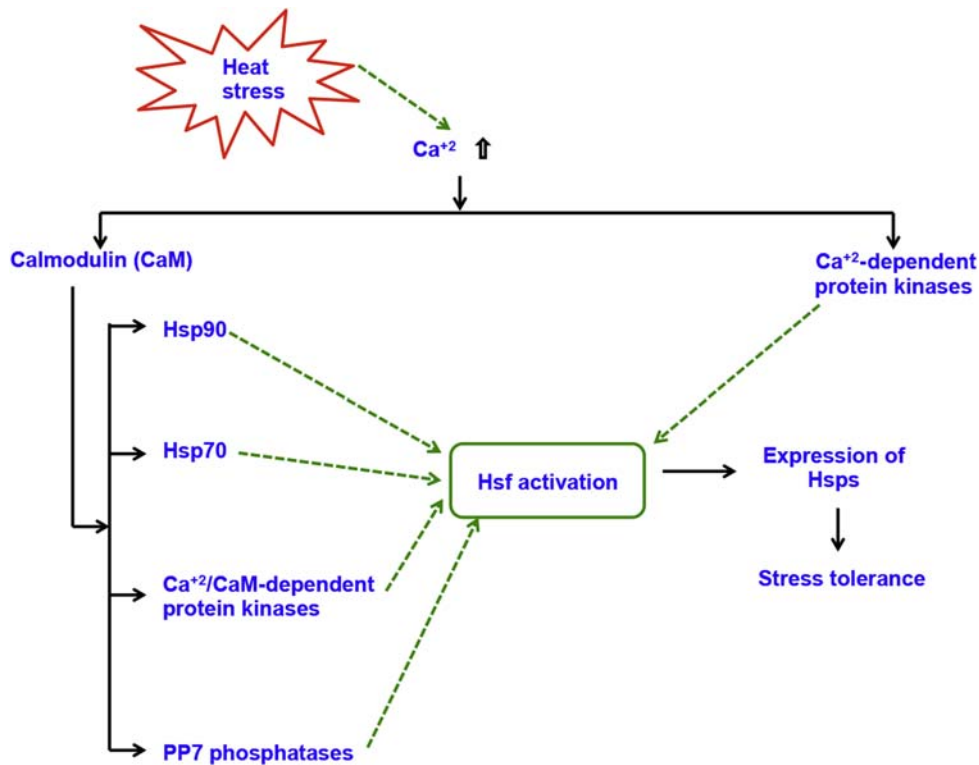 Heat
stress
Ca⁺² ⇧
Calmodulin (CaM)
Ca⁺²-dependent
protein kinases
Hsp90
Hsp70
Hsf activation
Expression of
Hsps
Ca⁺²/CaM-dependent
protein kinases
Stress tolerance
PP7 phosphatases